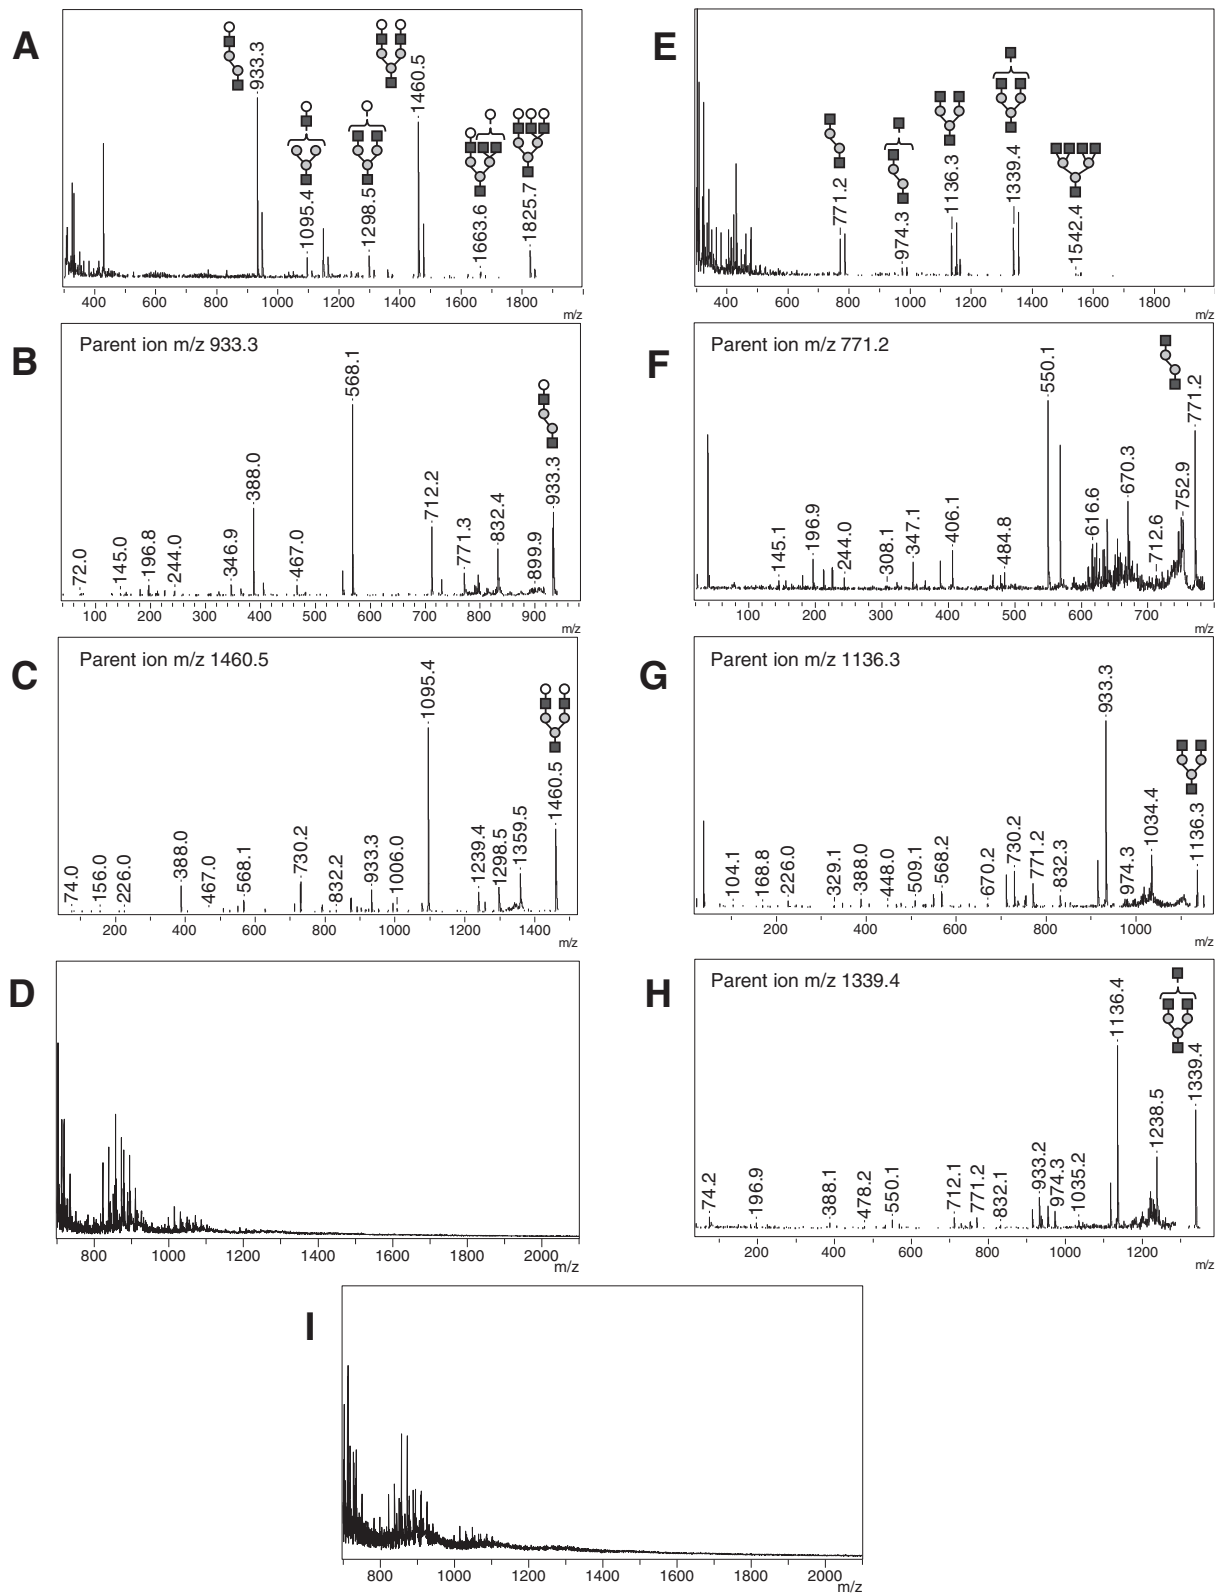 A
933.3
1095.4
1298.5
1460.5
1663.6
1825.7
400 600 800 1000 1200 1400 1600 1800
m/z
E
771.2
974.3
1136.3
1339.4
1542.4
400 600 800 1000 1200 1400 1600 1800
m/z
B
Parent ion m/z 933.3
72.0
145.0
196.8
244.0
346.9
388.0
467.0
568.1
712.2
771.3
832.4
899.9
933.3
100 200 300 400 500 600 700 800 900
m/z
F
Parent ion m/z 771.2
145.1
196.9
244.0
308.1
347.1
406.1
484.8
550.1
616.6
670.3
712.6
752.9
771.2
100 200 300 400 500 600 700
m/z
C
Parent ion m/z 1460.5
74.0
156.0
226.0
388.0
467.0
568.1
730.2
832.2
933.3
1006.0
1095.4
1239.4
1298.5
1359.5
1460.5
200 400 600 800 1000 1200 1400
m/z
G
Parent ion m/z 1136.3
104.1
168.8
226.0
329.1
388.0
448.0
509.1
568.2
670.2
730.2
771.2
832.3
933.3
974.3
1034.4
1136.3
200 400 600 800 1000
m/z
D
800 1000 1200 1400 1600 1800 2000
m/z
H
Parent ion m/z 1339.4
74.2
196.9
388.1
478.2
550.1
712.1
771.2
832.1
933.2
974.3
1035.2
1136.4
1238.5
1339.4
200 400 600 800 1000 1200
m/z
I
800 1000 1200 1400 1600 1800 2000
m/z